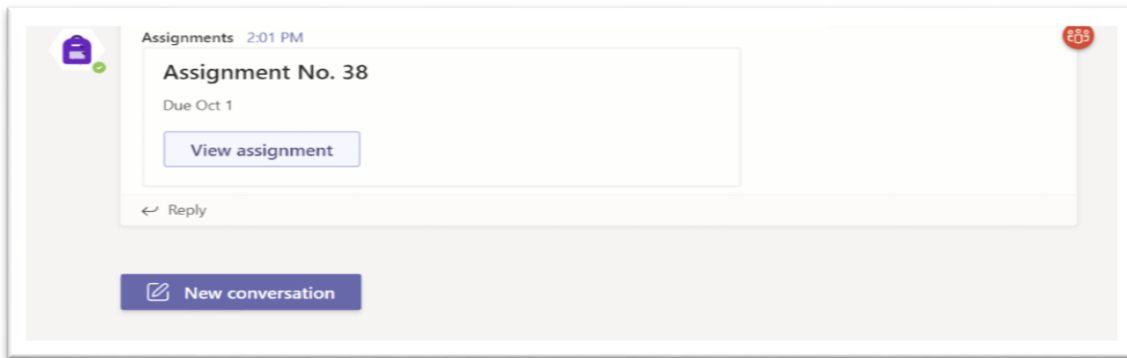 Assignments 2:01 PM
Assignment No. 38
Due Oct 1
View assignment
Reply
New conversation